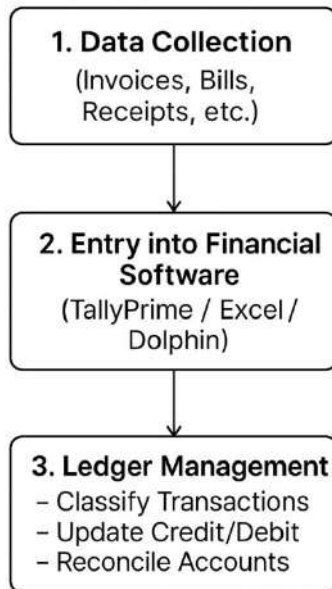 1. Data Collection
(Invoices, Bills,
Receipts, etc.)
2. Entry into Financial
Software
(TallyPrime / Excel /
Dolphin)
3. Ledger Management
– Classify Transactions
– Update Credit/Debit
– Reconcile Accounts